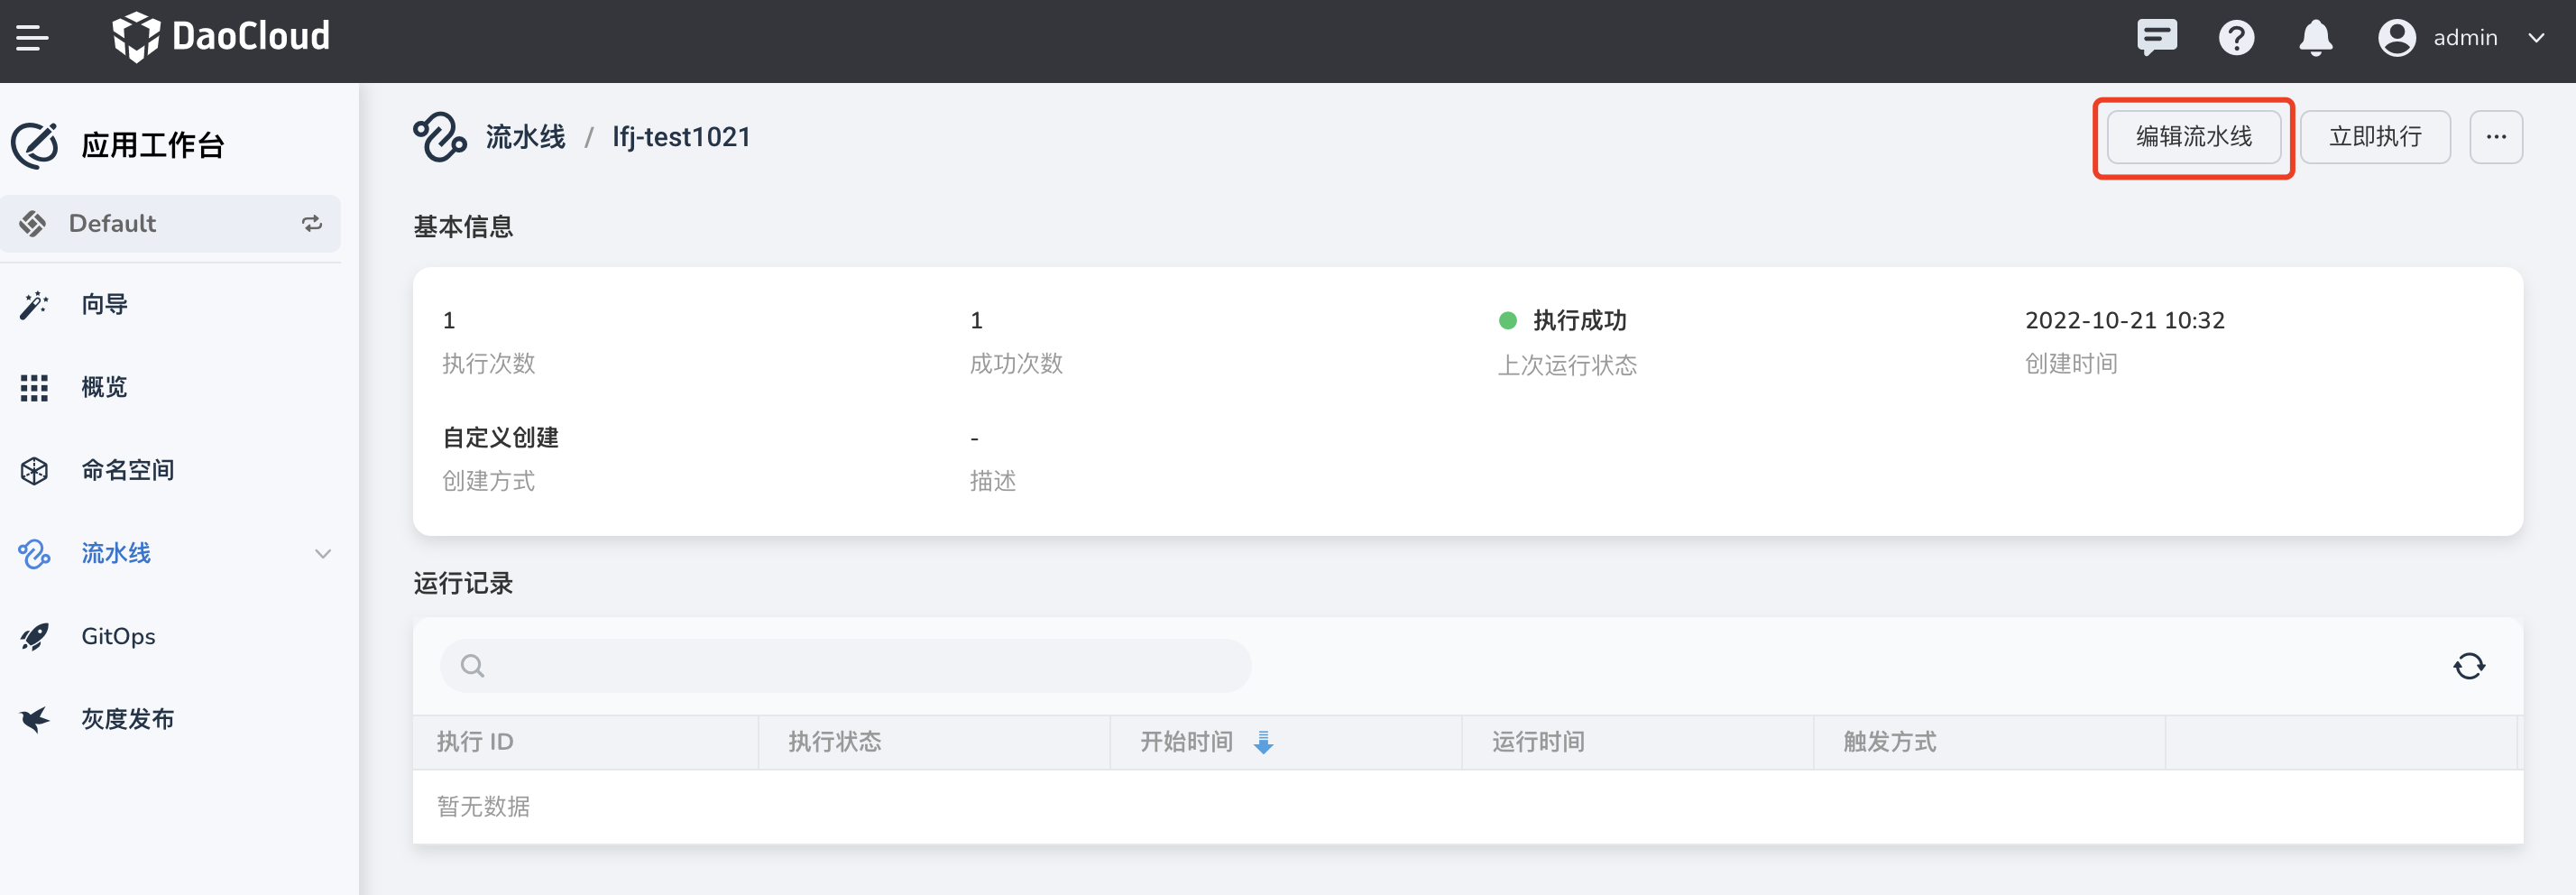 DaoCloud
admin
应用工作台
Default
向导
概览
命名空间
流水线
GitOps
灰度发布
流水线 / lfj-test1021
编辑流水线
立即执行
...
基本信息
1
执行次数
1
成功次数
执行成功
上次运行状态
2022-10-21 10:32
创建时间
自定义创建
创建方式
-
描述
运行记录
执行 ID
执行状态
开始时间
运行时间
触发方式
暂无数据